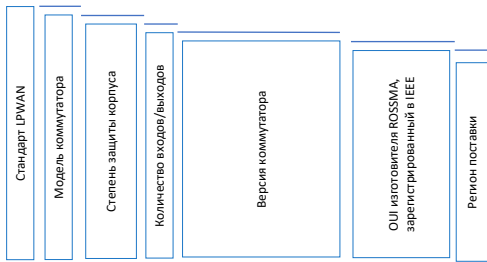 Стандарт LPWAN
Модель коммутатора
Степень защиты корпуса
Количество входов/выходов
Версия коммутатора
OUI изготовителя ROSSMA,
зарегистрированный в IEEE
Регион поставки